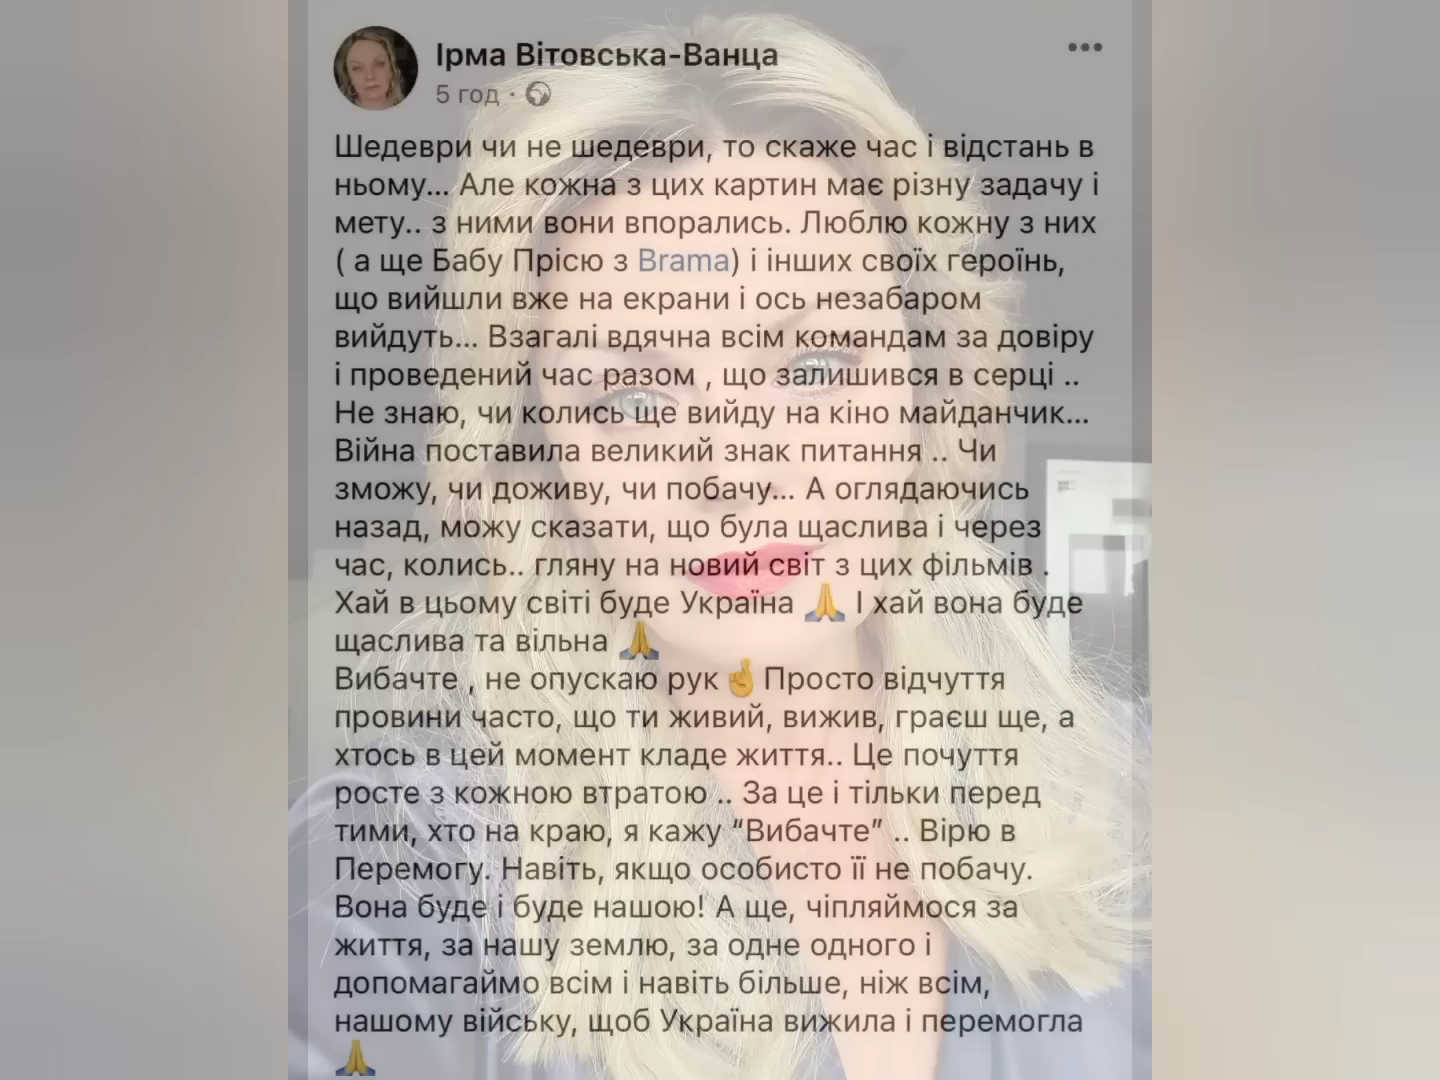 Ірма Вітовська-Ванца
5 год ·
Шедеври чи не шедеври, то скаже час і відстань в
ньому... Але кожна з цих картин має різну задачу і
мету.. з ними вони впорались. Люблю кожну з них
( а ще Бабу Прісю з Brama) і інших своїх героїнь,
що вийшли вже на екрани і ось незабаром
вийдуть... Взагалі вдячна всім командам за довіру
і проведений час разом , що залишився в серці ..
Не знаю, чи колись ще вийду на кіно майданчик...
Війна поставила великий знак питання .. Чи
зможу, чи доживу, чи побачу... А оглядаючись
назад, можу сказати, що була щаслива і через
час, колись.. гляну на новий світ з цих фільмів .
Хай в цьому світі буде Україна 🙏 І хай вона буде
щаслива та вільна 🙏
Вибачте , не опускаю рук 🤞 Просто відчуття
провини часто, що ти живий, вижив, граєш ще, а
хтось в цей момент кладе життя.. Це почуття
росте з кожною втратою .. За це і тільки перед
тими, хто на краю, я кажу “Вибачте” .. Вірю в
Перемогу. Навіть, якщо особисто її не побачу.
Вона буде і буде нашою! А ще, чіпляймося за
життя, за нашу землю, за одне одного і
допомагаймо всім і навіть більше, ніж всім,
нашому війську, щоб Україна вижила і перемогла
🙏